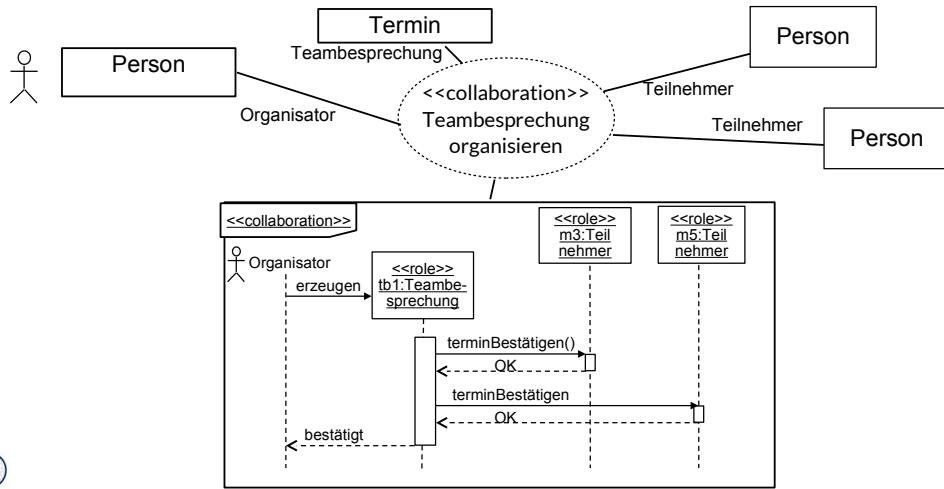 Termin
Person
Teambesprechung
Person
<<collaboration>>
Teambesprechung
organisieren
Teilnehmer
Organisator
Teilnehmer
Person
<<collaboration>>
<<role>>
m3:Teil
nehmer
<<role>>
m5:Teil
nehmer
Organisator
<<role>>
tb1:Teambe-
sprechung
erzeugen
terminBestätigen()
OK
terminBestätigen
OK
bestätigt